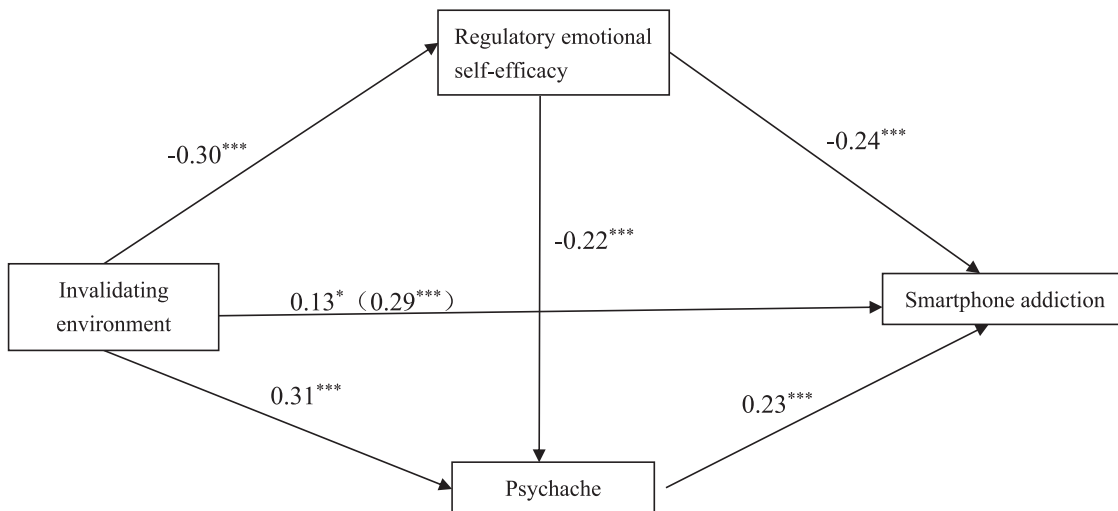 Regulatory emotional
self-efficacy
-0.30***
-0.24***
-0.22***
Invalidating
environment
0.13*（0.29***）
Smartphone addiction
0.31***
0.23***
Psychache